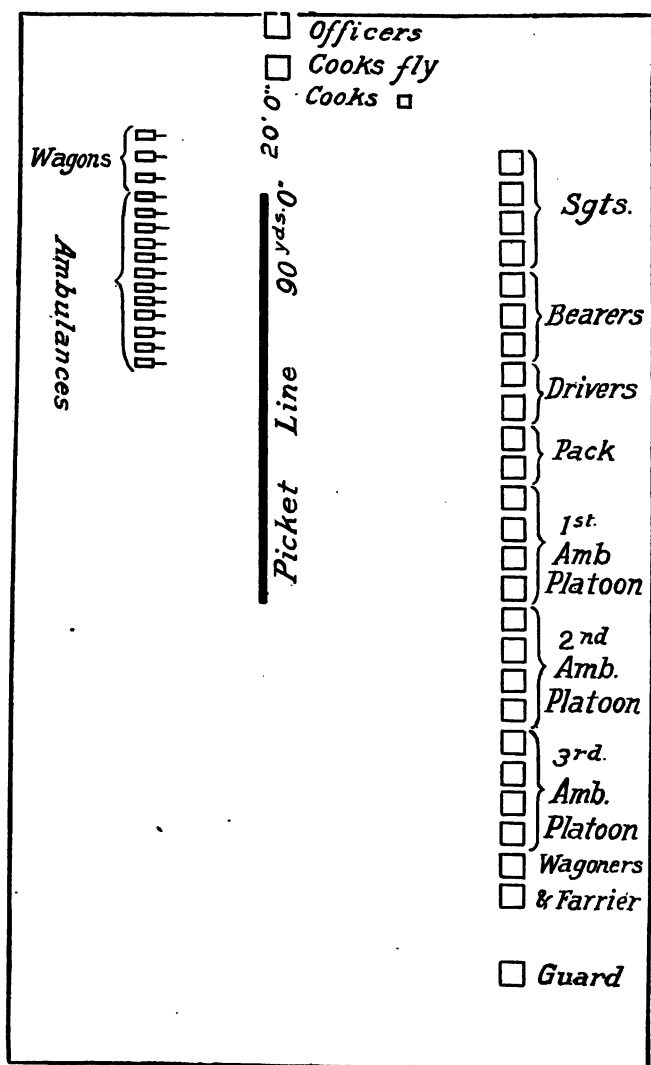 Officers
Cooks fly
Cooks
20' 0"
Wagons
Ambulances
Picket Line 90 yds. 0"
Sgts.
Bearers
Drivers
Pack
1st.
Amb
Platoon
2nd
Amb.
Platoon
3rd.
Amb.
Platoon
Wagoners
& Farrier
Guard